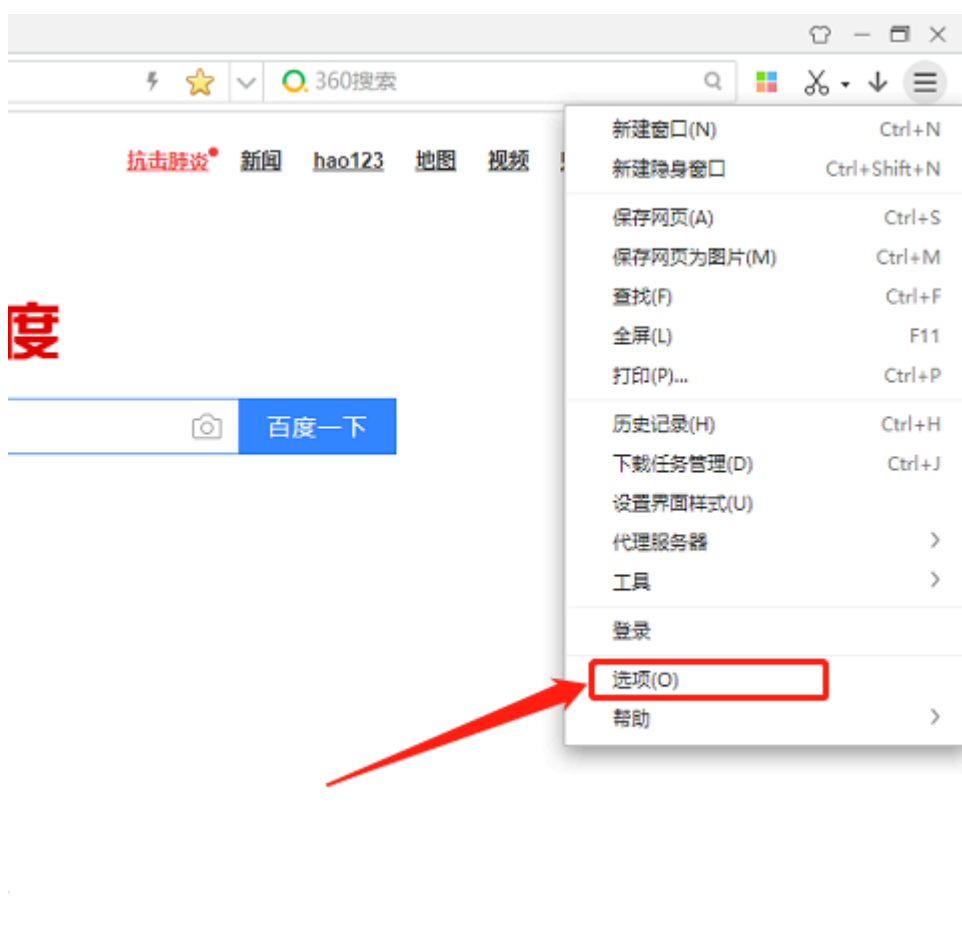 360搜索
抗击肺炎 新闻 hao123 地图 视频
度
百度一下
新建窗口(N) Ctrl+N
新建隐身窗口 Ctrl+Shift+N
保存网页(A) Ctrl+S
保存网页为图片(M) Ctrl+M
查找(F) Ctrl+F
全屏(L) F11
打印(P)... Ctrl+P
历史记录(H) Ctrl+H
下载任务管理(D) Ctrl+J
设置界面样式(U)
代理服务器
工具
登录
选项(O)
帮助